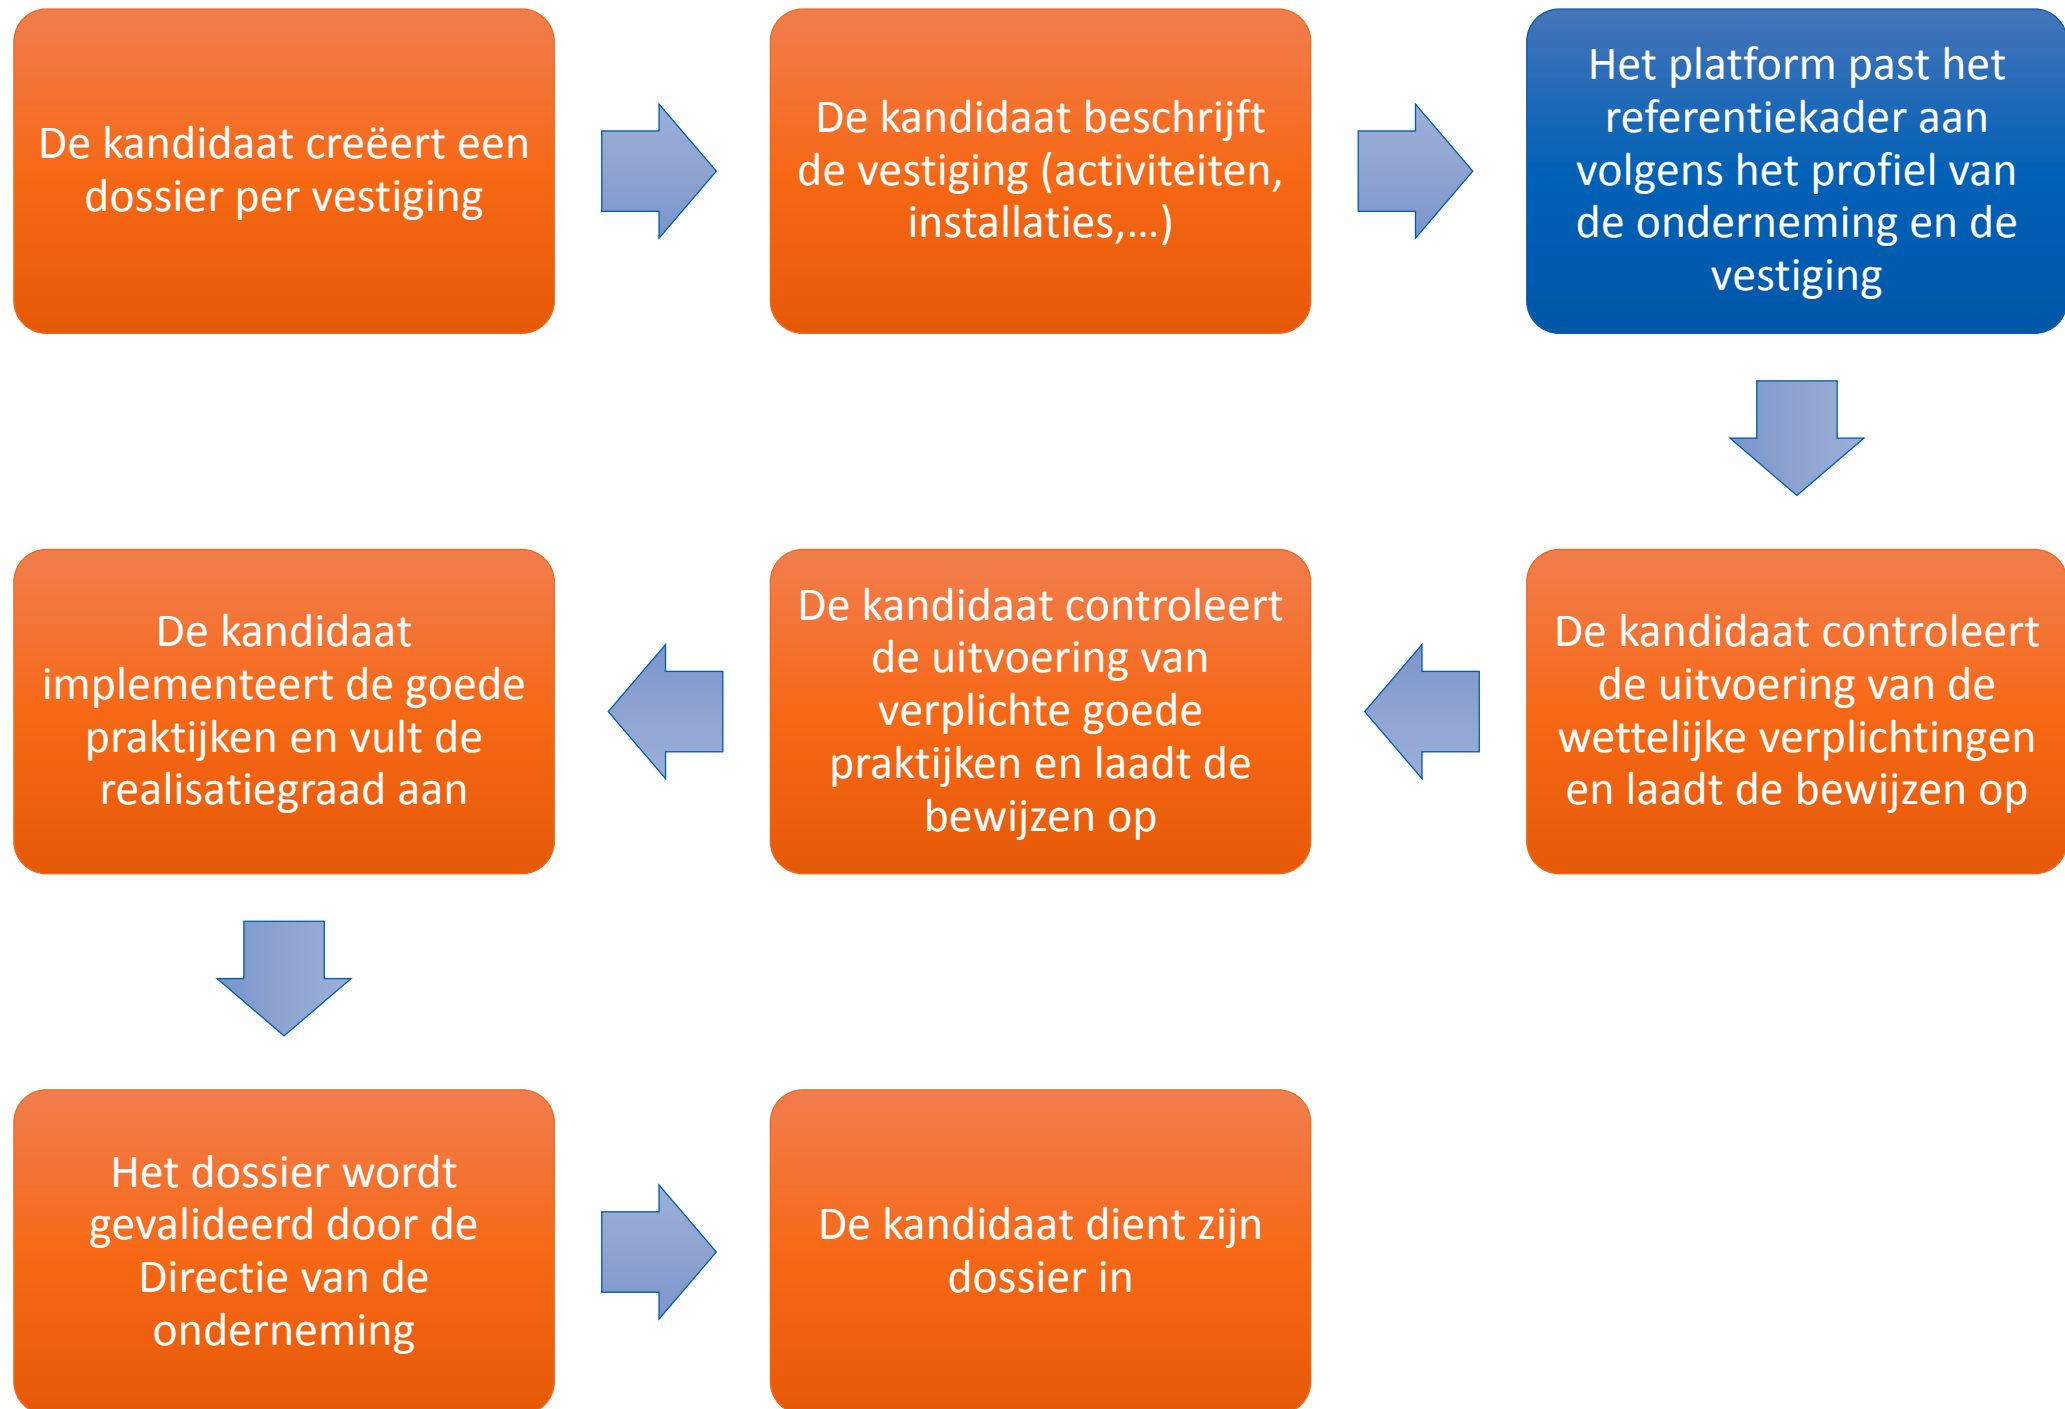 De kandidaat creëert een
dossier per vestiging
De kandidaat beschrijft
de vestiging (activiteiten,
installaties,…)
Het platform past het
referentiekader aan
volgens het profiel van
de onderneming en de
vestiging
De kandidaat controleert
de uitvoering van de
wettelijke verplichtingen
en laadt de bewijzen op
De kandidaat controleert
de uitvoering van
verplichte goede
praktijken en laadt de
bewijzen op
De kandidaat
implementeert de goede
praktijken en vult de
realisatiegraad aan
Het dossier wordt
gevalideerd door de
Directie van de
onderneming
De kandidaat dient zijn
dossier in